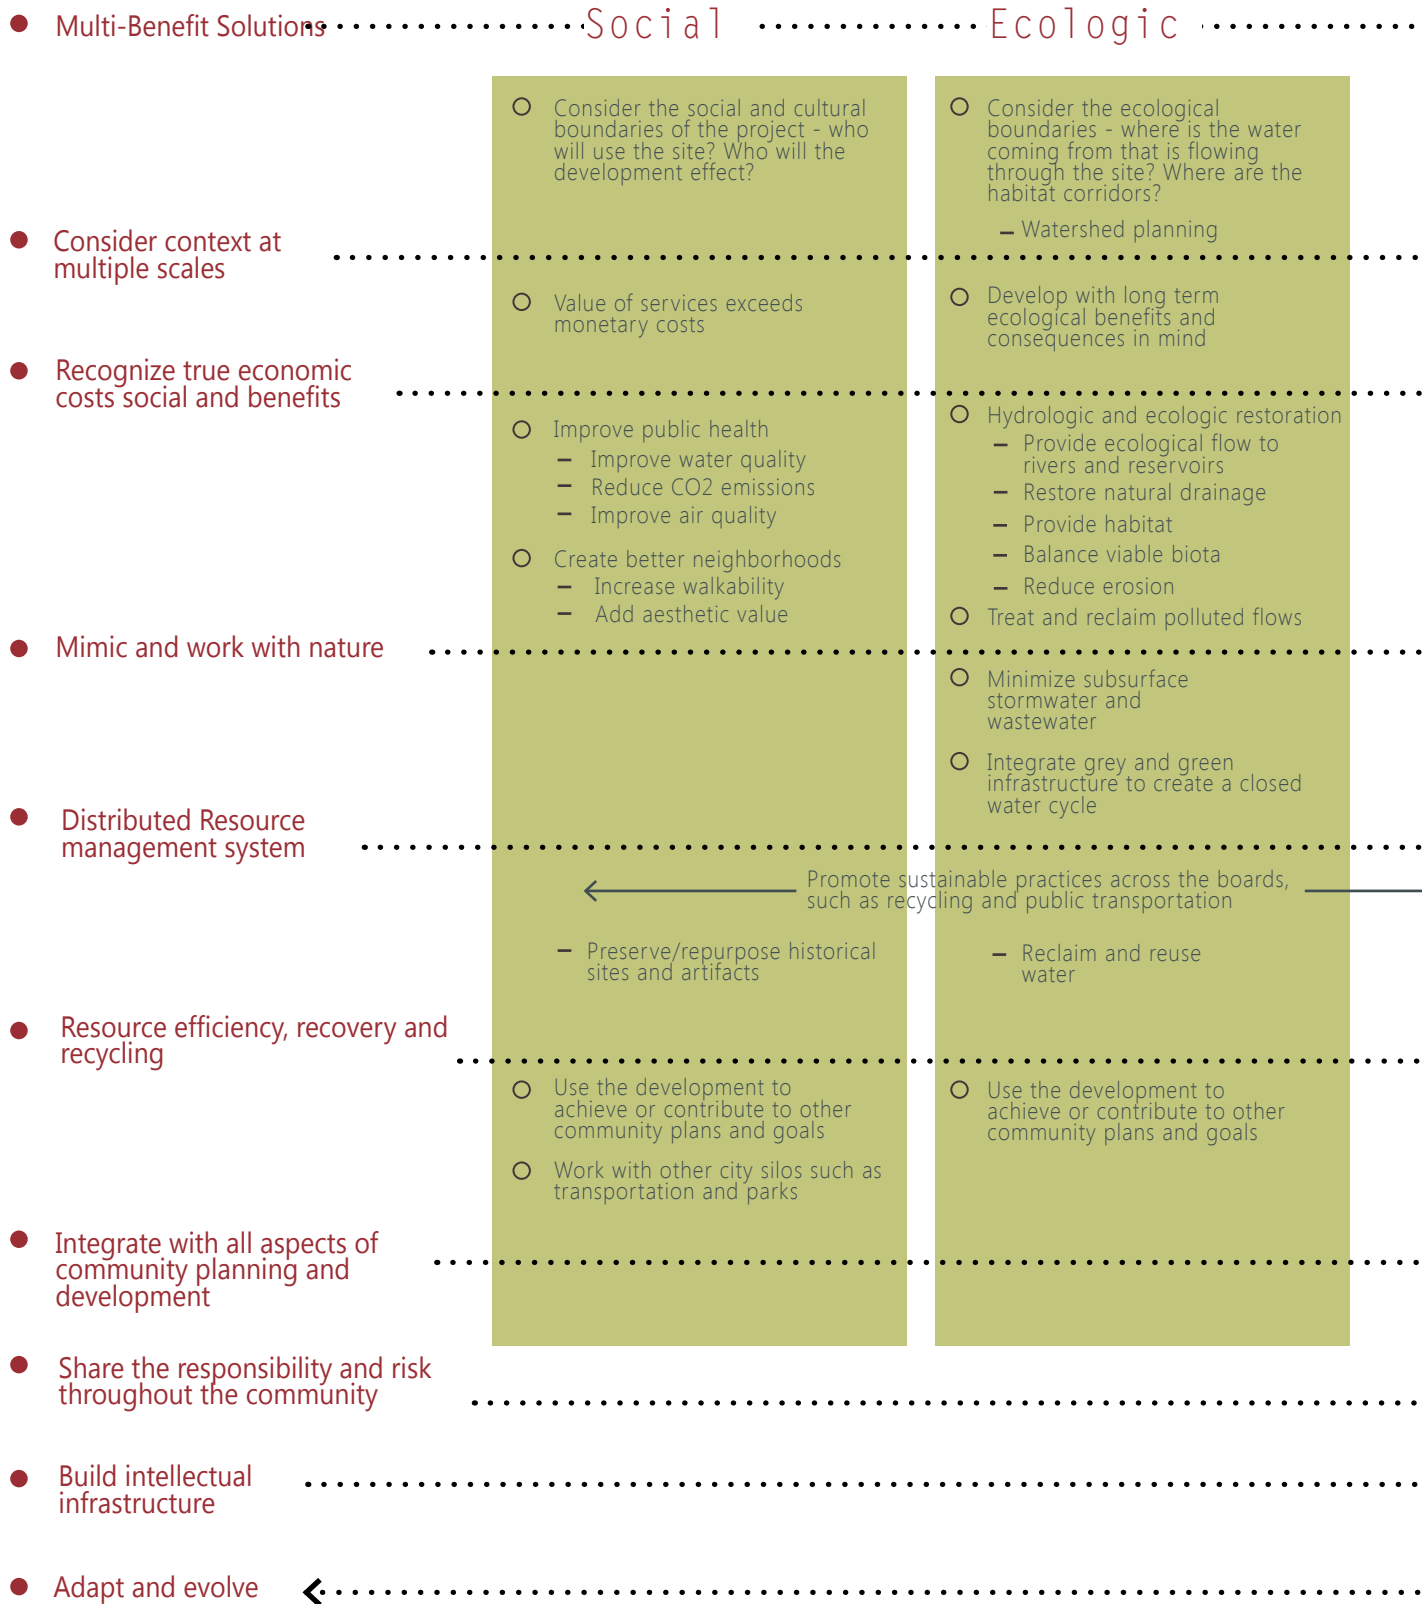 Multi-Benefit Solutions
Social
Ecologic
Consider the social and cultural
boundaries of the project - who
will use the site? Who will the
development effect?
Consider the ecological
boundaries - where is the water
coming from that is flowing
through the site? Where are the
habitat corridors?
– Watershed planning
Consider context at
multiple scales
Value of services exceeds
monetary costs
Develop with long term
ecological benefits and
consequences in mind
Recognize true economic
costs social and benefits
Improve public health
– Improve water quality
– Reduce CO2 emissions
– Improve air quality
Create better neighborhoods
– Increase walkability
– Add aesthetic value
Hydrologic and ecologic restoration
– Provide ecological flow to
rivers and reservoirs
– Restore natural drainage
– Provide habitat
– Balance viable biota
– Reduce erosion
Treat and reclaim polluted flows
Mimic and work with nature
Minimize subsurface
stormwater and
wastewater
Integrate grey and green
infrastructure to create a closed
water cycle
Distributed Resource
management system
Promote sustainable practices across the boards,
such as recycling and public transportation
– Preserve/repurpose historical
sites and artifacts
– Reclaim and reuse
water
Resource efficiency, recovery and
recycling
Use the development to
achieve or contribute to other
community plans and goals
Work with other city silos such as
transportation and parks
Use the development to
achieve or contribute to other
community plans and goals
Integrate with all aspects of
community planning and
development
Share the responsibility and risk
throughout the community
Build intellectual
infrastructure
Adapt and evolve